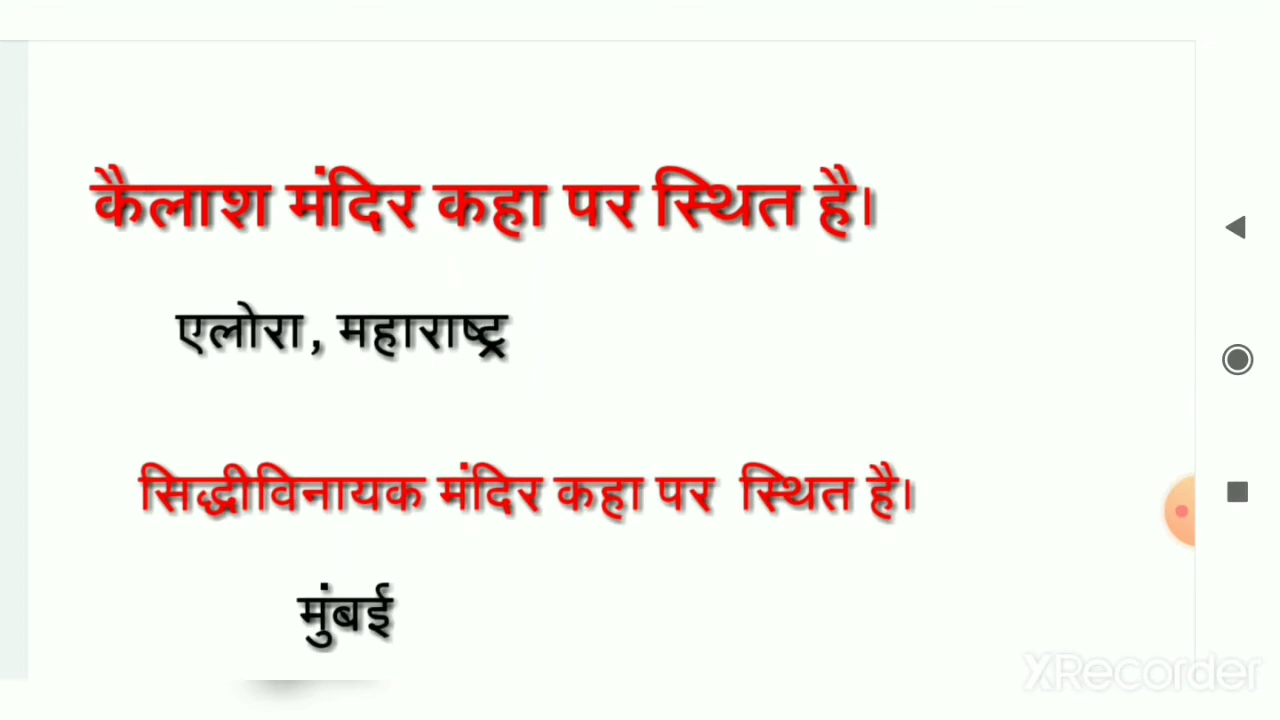 कैलाश मंदिर कहा पर स्थित है।
एलोरा, महाराष्ट्र
सिद्धीविनायक मंदिर कहा पर स्थित है।
मुंबई
XRecorder